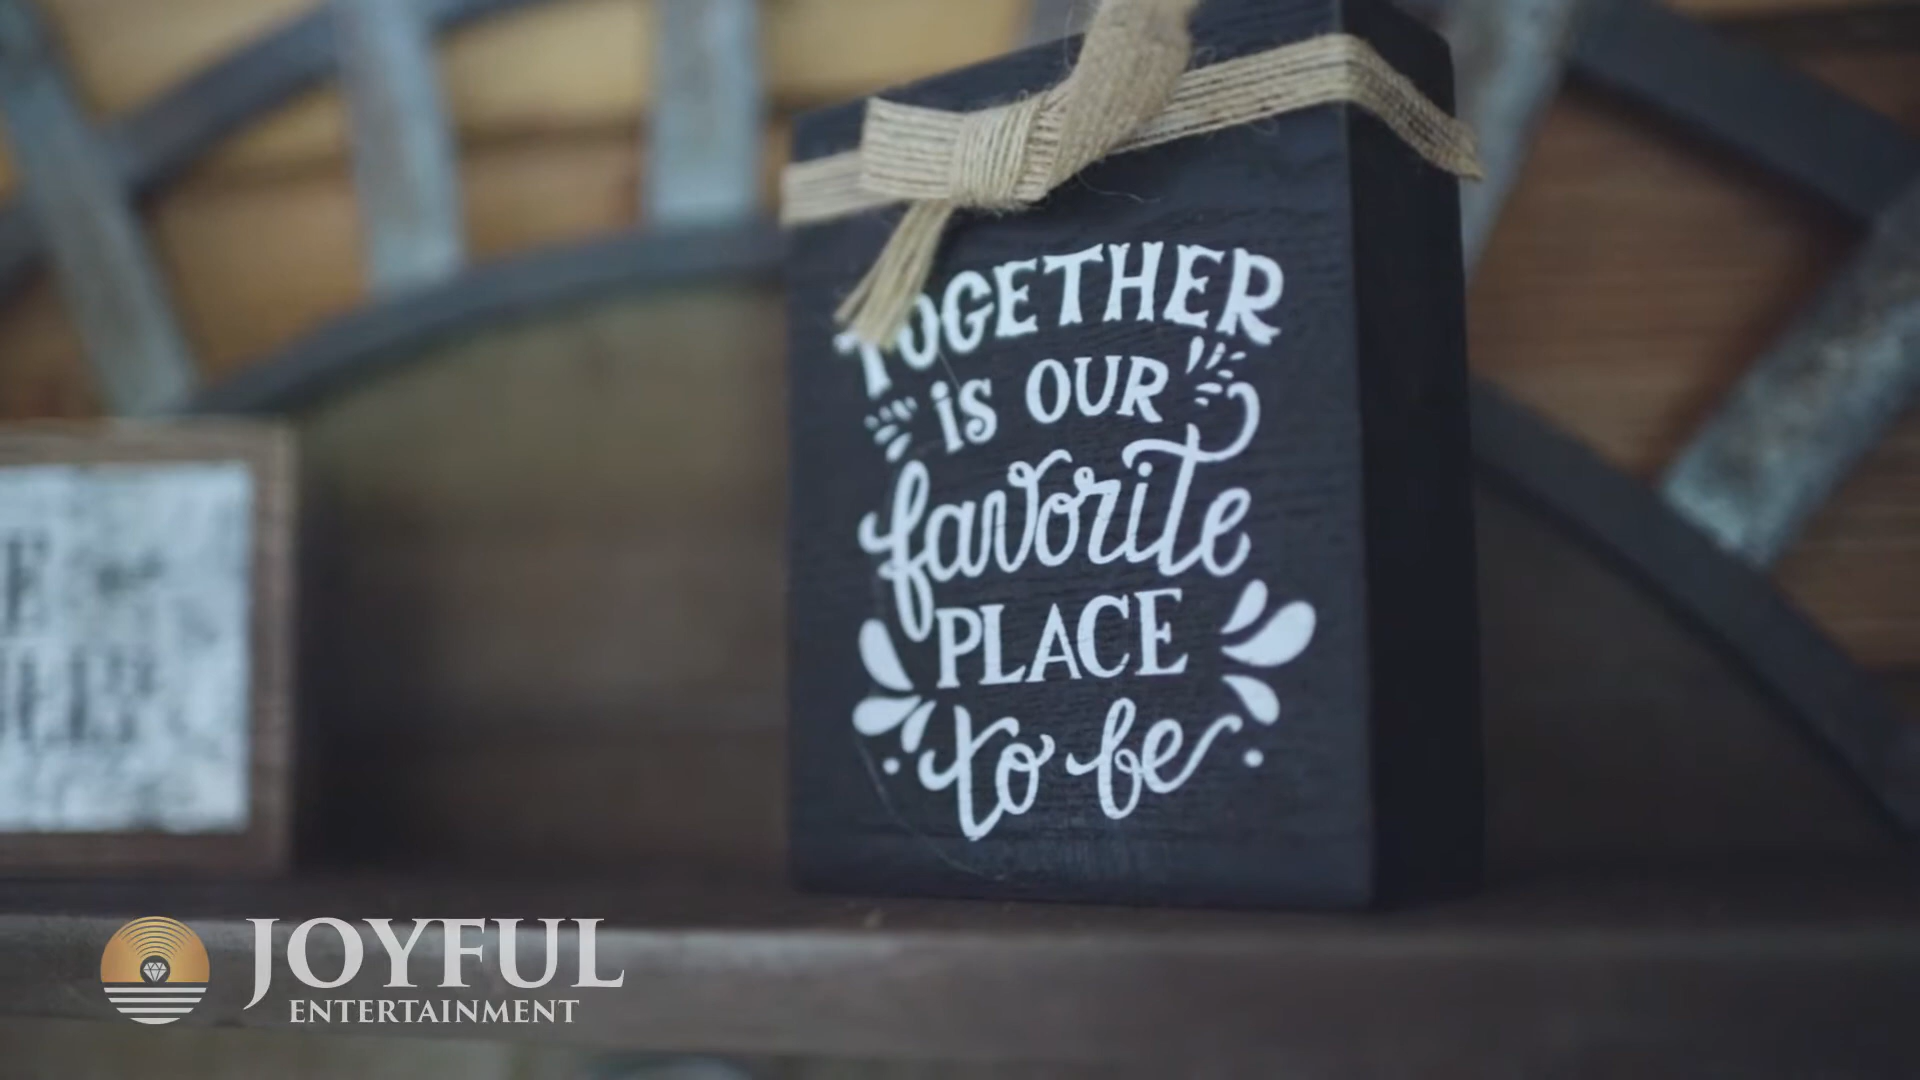 TOGETHER
is OUR
favorite
PLACE
to be
JOYFUL
ENTERTAINMENT